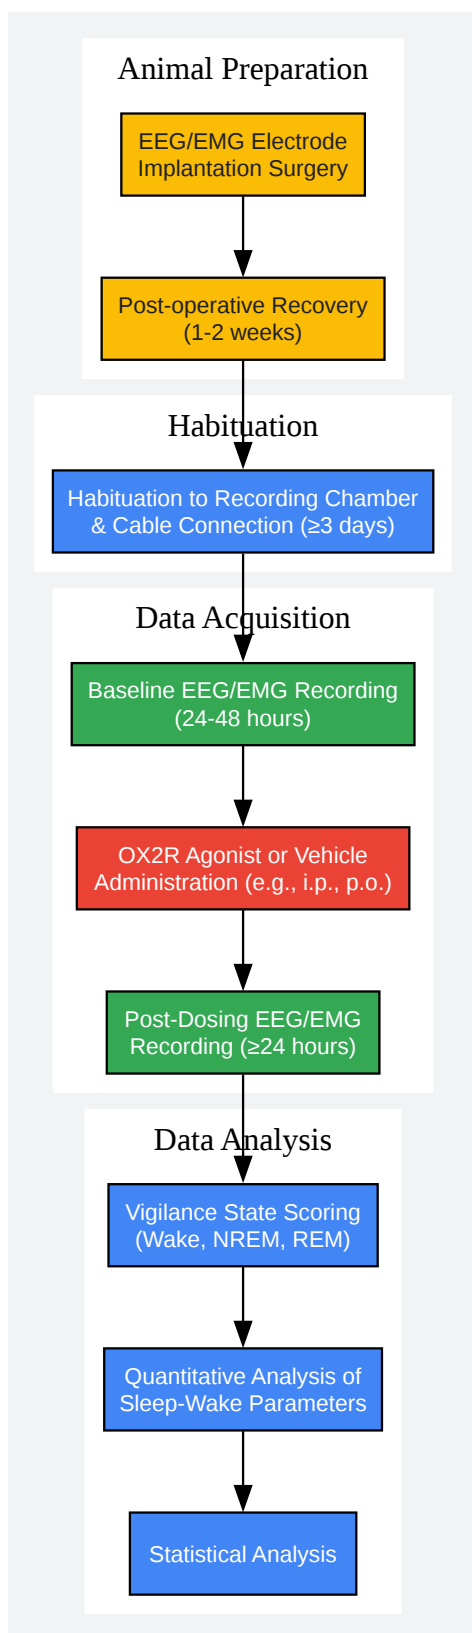 Animal Preparation
EEG/EMG Electrode
Implantation Surgery
Post-operative Recovery
(1-2 weeks)
Habituation
Habituation to Recording Chamber
& Cable Connection (≥3 days)
Data Acquisition
Baseline EEG/EMG Recording
(24-48 hours)
OX2R Agonist or Vehicle
Administration (e.g., i.p., p.o.)
Post-Dosing EEG/EMG
Recording (≥24 hours)
Data Analysis
Vigilance State Scoring
(Wake, NREM, REM)
Quantitative Analysis of
Sleep-Wake Parameters
Statistical Analysis